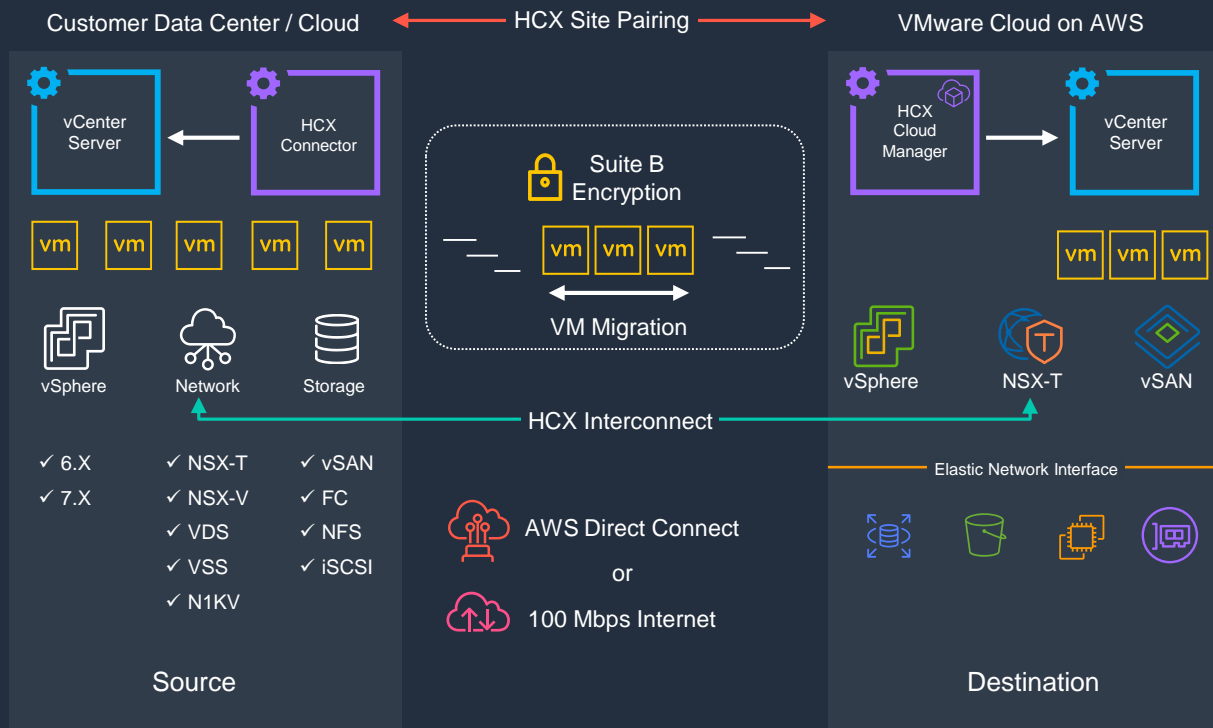 Customer Data Center / Cloud
HCX Site Pairing
VMware Cloud on AWS
vCenter
Server
HCX
Connector
HCX
Cloud
Manager
vCenter
Server
Suite B
Encryption
vm
vm
vm
vm
vm
vm
vm
vm
vm
vm
vm
VM Migration
vSphere
Network
Storage
vSphere
T
NSX-T
vSAN
HCX Interconnect
✓ 6.X
✓ 7.X
✓ NSX-T
✓ NSX-V
✓ VDS
✓ VSS
✓ N1KV
✓ vSAN
✓ FC
✓ NFS
✓ iSCSI
Elastic Network Interface
AWS Direct Connect
or
100 Mbps Internet
Source
Destination